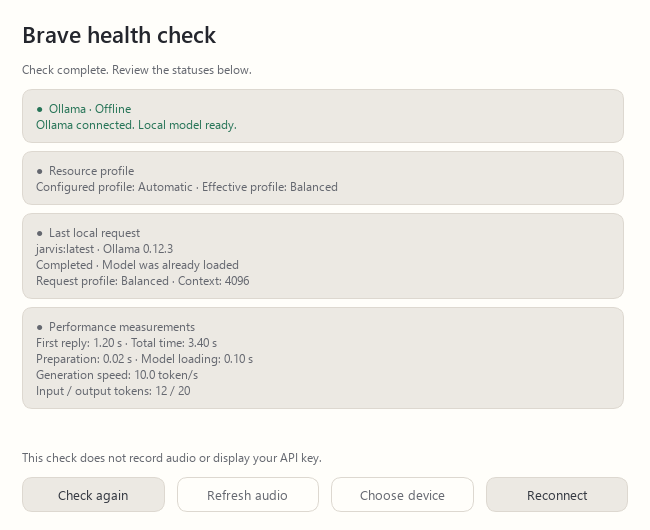 Brave health check
Check complete. Review the statuses below.
● Ollama · Offline
Ollama connected. Local model ready.
● Resource profile
Configured profile: Automatic · Effective profile: Balanced
● Last local request
jarvis:latest · Ollama 0.12.3
Completed · Model was already loaded
Request profile: Balanced · Context: 4096
● Performance measurements
First reply: 1.20 s · Total time: 3.40 s
Preparation: 0.02 s · Model loading: 0.10 s
Generation speed: 10.0 token/s
Input / output tokens: 12 / 20
This check does not record audio or display your API key.
Check again
Refresh audio
Choose device
Reconnect